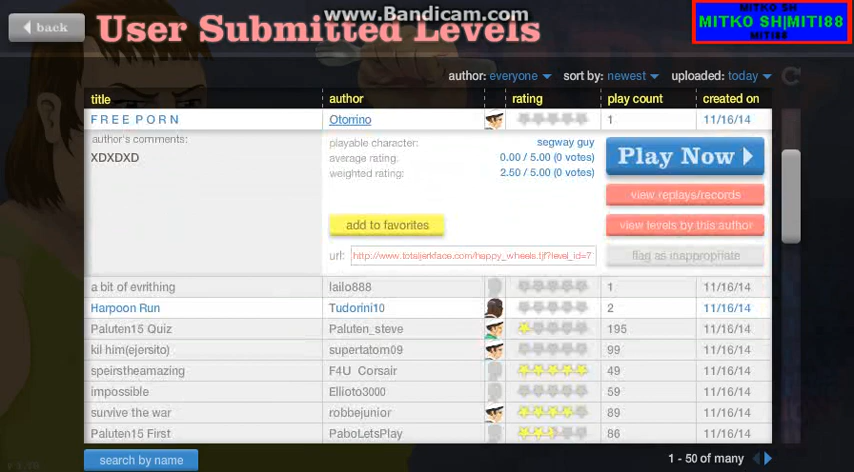 www.Bandicam.com
back
User Submitted Levels
MITKO SH
MITKO SH|MITI88
MITI88
author: everyone sort by: newest uploaded: today
title author rating play count created on
F R E E P O R N Otorrino 1 11/16/14
author's comments:
XDXDXD
playable character: segway guy
average rating: 0.00 / 5.00 (0 votes)
weighted rating: 2.50 / 5.00 (0 votes)
Play Now
view replays/records
add to favorites
view levels by this author
url: http://www.totaljerkface.com/happy_wheels.tjf?level_id=7
flag as inappropriate
a bit of evrithing lailo888 1 11/16/14
Harpoon Run Tudorini10 2 11/16/14
Paluten15 Quiz Paluten_steve 195 11/16/14
kil him(ejersito) supertatom09 99 11/16/14
speirstheamazing F4U Corsair 49 11/16/14
impossible Ellioto3000 59 11/16/14
survive the war robbejunior 89 11/16/14
Paluten15 First PaboLetsPlay 86 11/16/14
search by name
1 - 50 of many